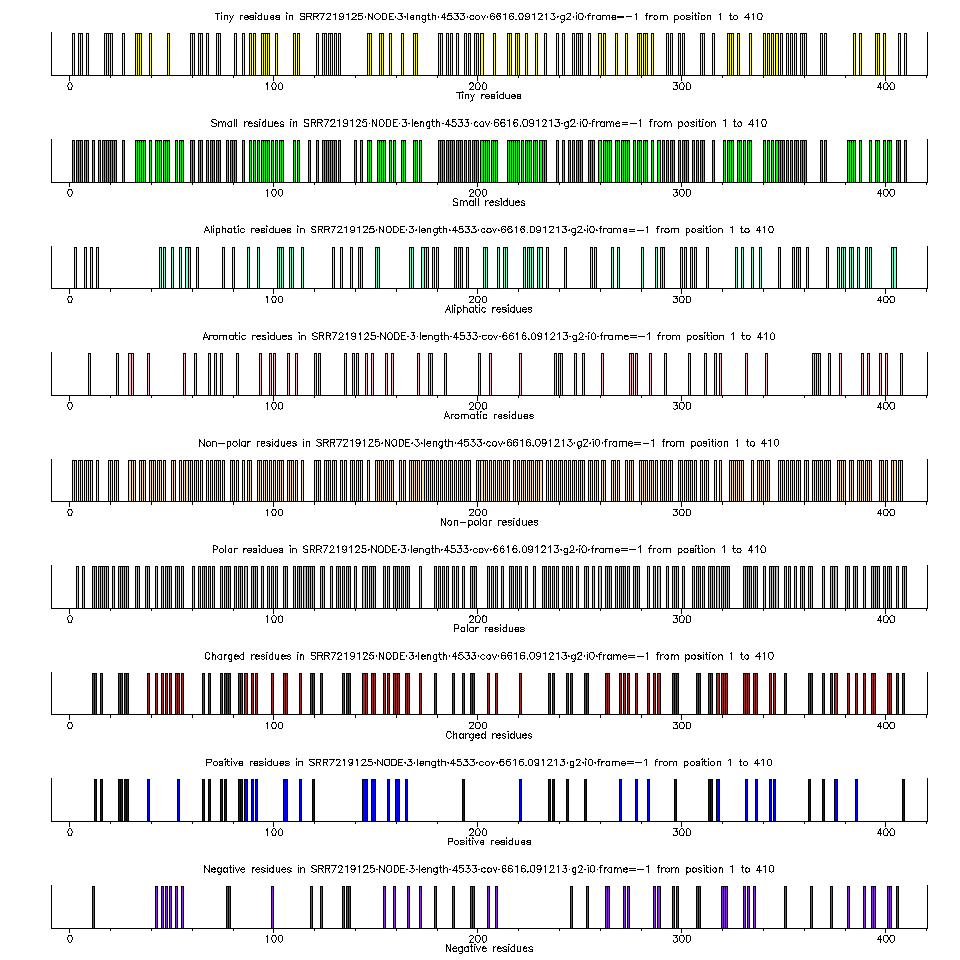 Tiny residues in SRR7219125-NODE-3-length-4533-cov-6616.091213-g2-i0-frame=-1 from position 1 to 410
0 100 200 300 400
Tiny residues
Small residues in SRR7219125-NODE-3-length-4533-cov-6616.091213-g2-i0-frame=-1 from position 1 to 410
0 100 200 300 400
Small residues
Aliphatic residues in SRR7219125-NODE-3-length-4533-cov-6616.091213-g2-i0-frame=-1 from position 1 to 410
0 100 200 300 400
Aliphatic residues
Aromatic residues in SRR7219125-NODE-3-length-4533-cov-6616.091213-g2-i0-frame=-1 from position 1 to 410
0 100 200 300 400
Aromatic residues
Non-polar residues in SRR7219125-NODE-3-length-4533-cov-6616.091213-g2-i0-frame=-1 from position 1 to 410
0 100 200 300 400
Non-polar residues
Polar residues in SRR7219125-NODE-3-length-4533-cov-6616.091213-g2-i0-frame=-1 from position 1 to 410
0 100 200 300 400
Polar residues
Charged residues in SRR7219125-NODE-3-length-4533-cov-6616.091213-g2-i0-frame=-1 from position 1 to 410
0 100 200 300 400
Charged residues
Positive residues in SRR7219125-NODE-3-length-4533-cov-6616.091213-g2-i0-frame=-1 from position 1 to 410
0 100 200 300 400
Positive residues
Negative residues in SRR7219125-NODE-3-length-4533-cov-6616.091213-g2-i0-frame=-1 from position 1 to 410
0 100 200 300 400
Negative residues